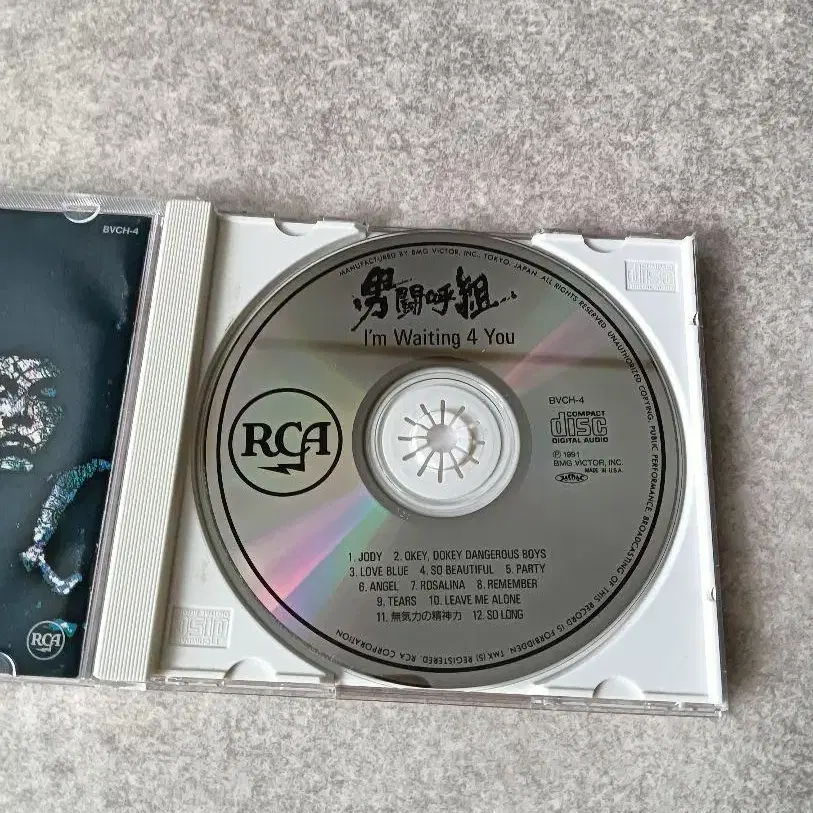 BVCH-4
RCA
MANUFACTURED BY BMG VICTOR, INC., TOKYO, JAPAN. ALL RIGHTS RESERVED. UNAUTHORIZED COPYING, PUBLIC PERFORMANCE, BROADCASTING OF THIS RECORD IS FORBIDDEN. TMK(S) REGISTERED, RCA CORPORATION
男闘呼組
I'm Waiting 4 You
RCA
BVCH-4
COMPACT
disc
DIGITAL AUDIO
℗ 1991
BMG VICTOR, INC.
MADE IN U.S.A.
1. JODY 2. OKEY, DOKEY DANGEROUS BOYS
3. LOVE BLUE 4. SO BEAUTIFUL 5. PARTY
6. ANGEL 7. ROSALINA 8. REMEMBER
9. TEARS 10. LEAVE ME ALONE
11. 無気力の精神力 12. SO LONG